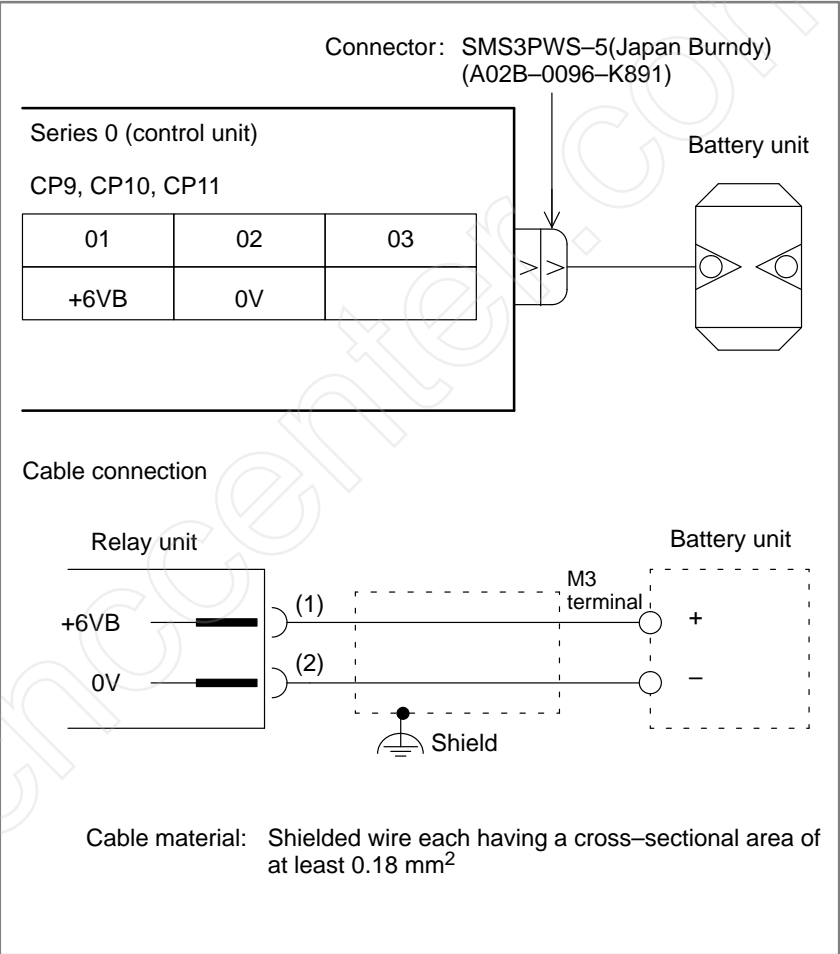 Connector: SMS3PWS–5(Japan Burndy)
(A02B–0096–K891)
Series 0 (control unit)
Battery unit
CP9, CP10, CP11
01 02 03
+6VB 0V
Cable connection
Relay unit
Battery unit
M3
terminal
(1)
+6VB
+
(2)
0V
–
Shield
Cable material: Shielded wire each having a cross–sectional area of
at least 0.18 mm2